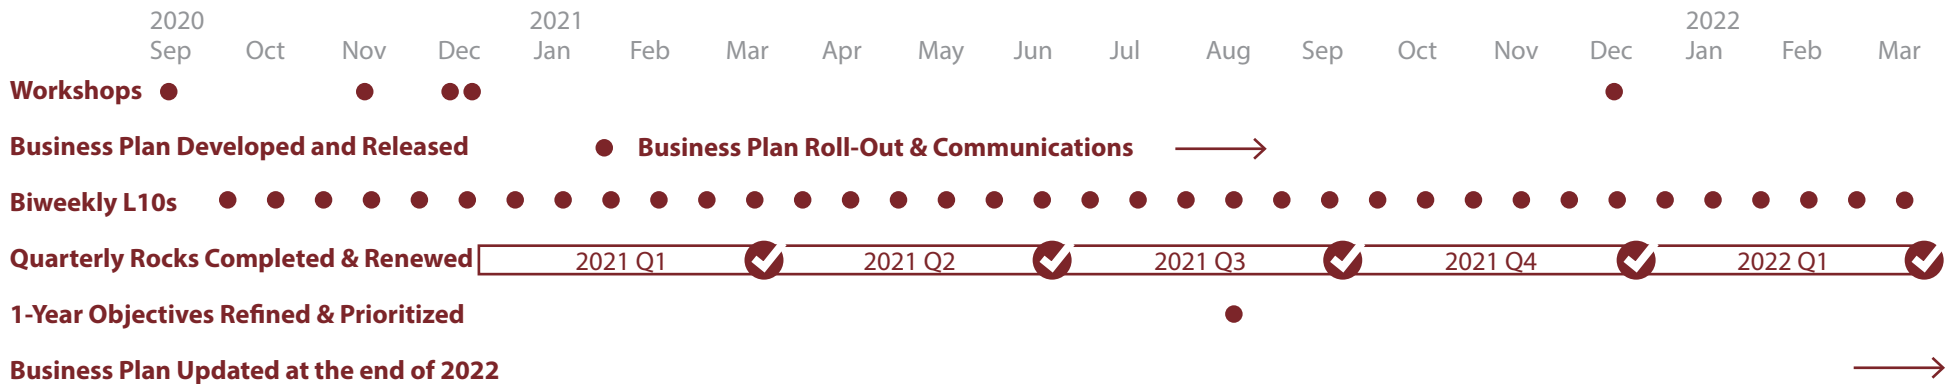 2020 2021 2022
Sep Oct Nov Dec Jan Feb Mar Apr May Jun Jul Aug Sep Oct Nov Dec Jan Feb Mar
Workshops
Business Plan Developed and Released Business Plan Roll-Out & Communications
Biweekly L10s
Quarterly Rocks Completed & Renewed 2021 Q1 2021 Q2 2021 Q3 2021 Q4 2022 Q1
1-Year Objectives Refined & Prioritized
Business Plan Updated at the end of 2022